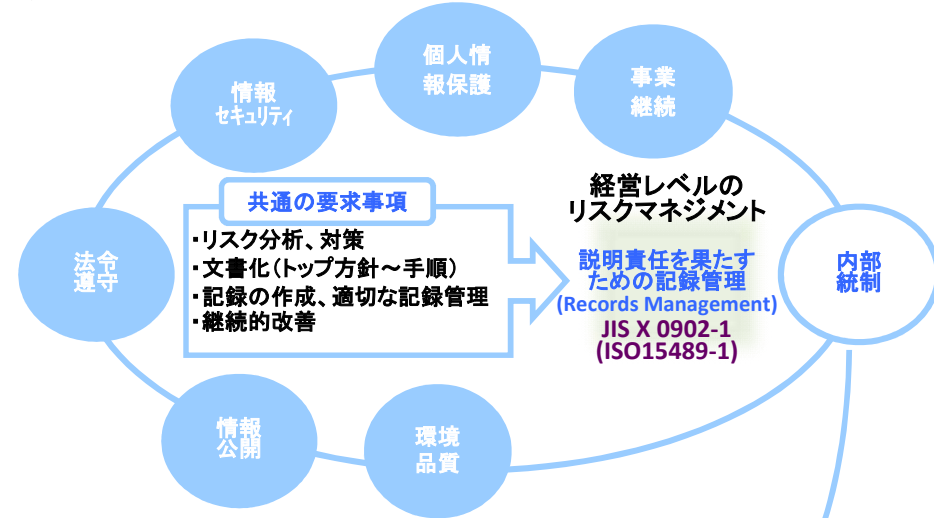 個人情
報保護
情報
セキュリティ
事業
継続
経営レベルの
リスクマネジメント
共通の要求事項
・リスク分析、対策
・文書化(トップ方針～手順)
・記録の作成、適切な記録管理
・継続的改善
説明責任を果たす
ための記録管理
(Records Management)
JIS X 0902-1
(ISO15489-1)
法令
遵守
内部
統制
情報
公開
環境
品質